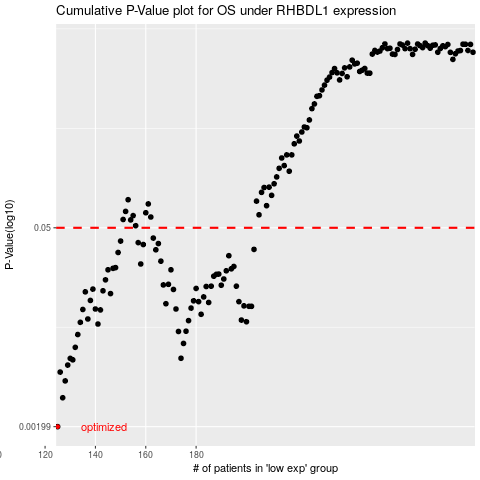 Cumulative P-Value plot for OS under RHBDL1 expression
P-Value(log10)
0.05
0.00199
optimized
0 120 140 160 180
# of patients in 'low exp' group